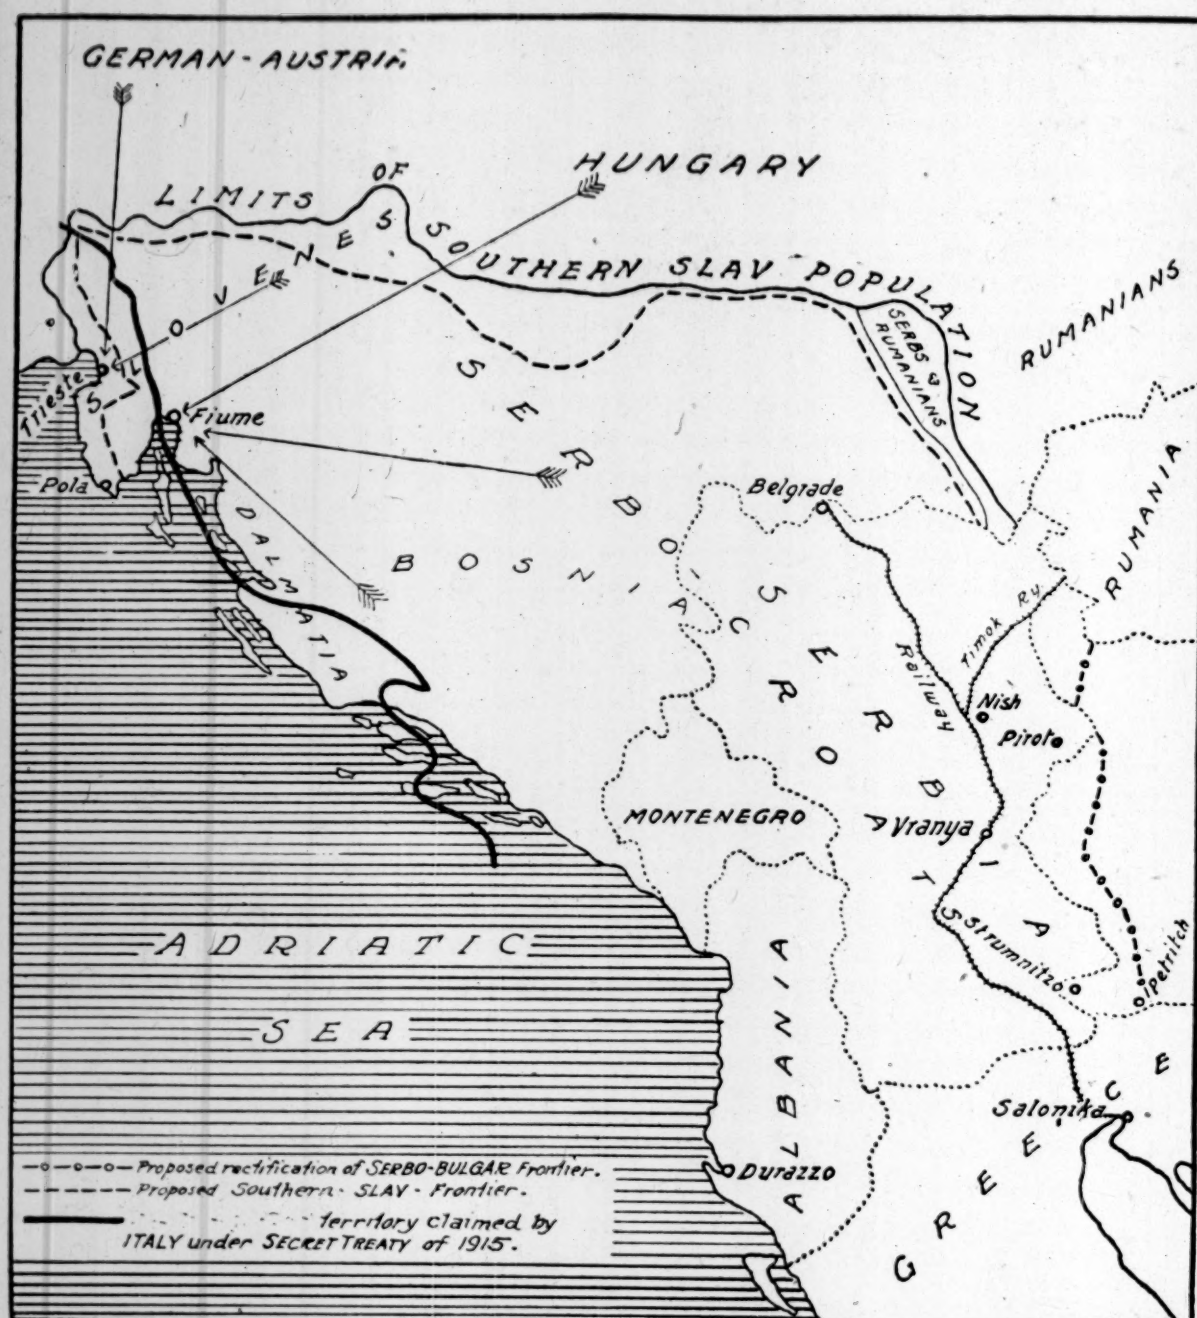 GERMAN - AUSTRIA
HUNGARY
LIMITS OF SOUTHERN SLAV POPULATION
SLOVENES
SERBS &
RUMANIANS
RUMANIANS
RUMANIA
Trieste
Fiume
Pola
DALMATIA
SERBO-CROAT S
BOSNIA
Belgrade
SERBIA
Railway
Timok Ry.
Nish
Pirot
MONTENEGRO
Vranya
Strumnitzo
Petritch
ADRIATIC
SEA
ALBANIA
Salonika
Durazzo
GREECE
Proposed rectification of SERBO-BULGAR Frontier.
Proposed Southern - SLAV - Frontier.
Territory claimed by
ITALY under SECRET TREATY of 1915.